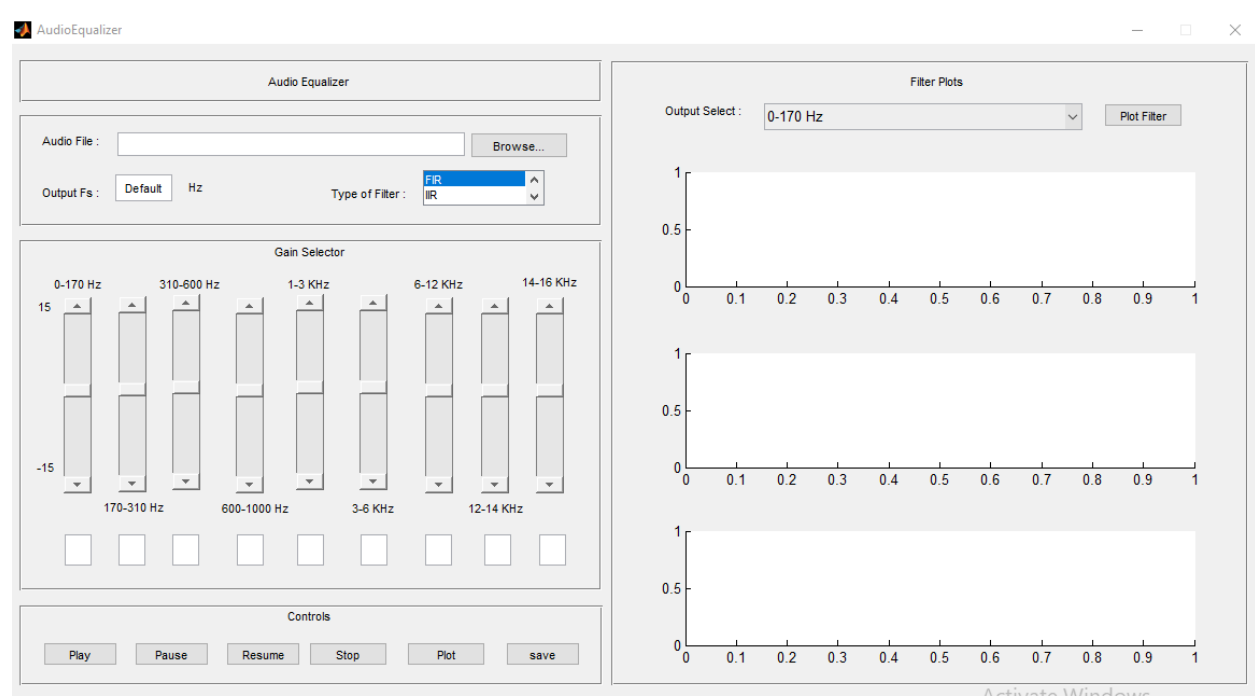 AudioEqualizer
Audio Equalizer
Audio File :
Browse...
Output Fs :
Default
Hz
Type of Filter :
FIR
IIR
Gain Selector
0-170 Hz
310-600 Hz
1-3 KHz
6-12 KHz
14-16 KHz
15
-15
170-310 Hz
600-1000 Hz
3-6 KHz
12-14 KHz
Controls
Play
Pause
Resume
Stop
Plot
save
Filter Plots
Output Select :
0-170 Hz
Plot Filter
1
0.5
0
0 0.1 0.2 0.3 0.4 0.5 0.6 0.7 0.8 0.9 1
1
0.5
0
0 0.1 0.2 0.3 0.4 0.5 0.6 0.7 0.8 0.9 1
1
0.5
0
0 0.1 0.2 0.3 0.4 0.5 0.6 0.7 0.8 0.9 1
Activate Windows